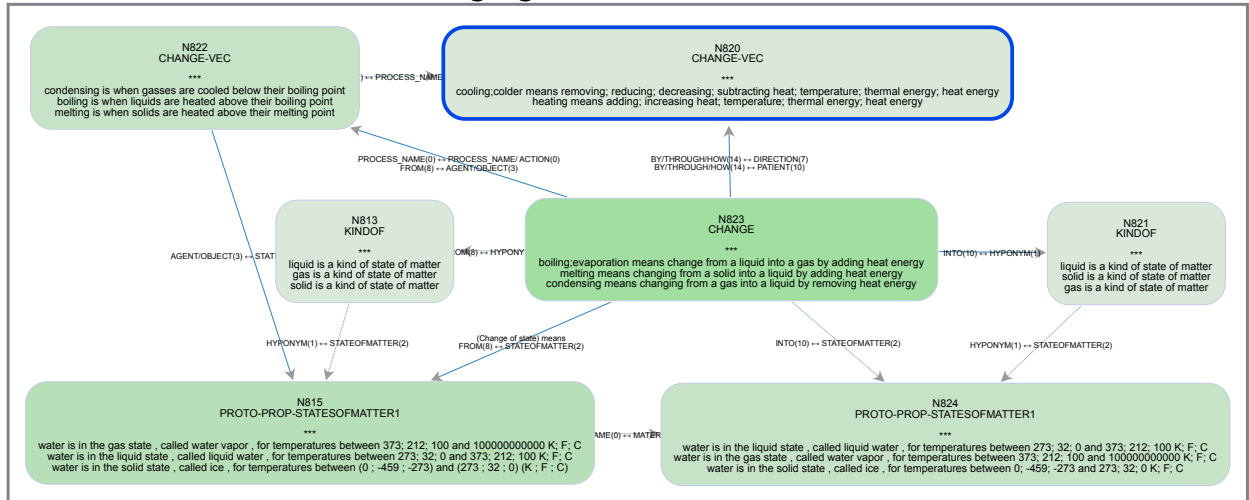 N822
CHANGE-VEC
***
condensing is when gasses are cooled below their boiling point
boiling is when liquids are heated above their boiling point
melting is when solids are heated above their melting point
) ↔ PROCESS_NAME
N820
CHANGE-VEC
***
cooling;colder means removing; reducing; decreasing; subtracting heat; temperature; thermal energy; heat energy
heating means adding; increasing heat; temperature; thermal energy; heat energy
PROCESS_NAME(0) ↔ PROCESS_NAME/ ACTION(0)
FROM(8) ↔ AGENT/OBJECT(3)
BY/THROUGH/HOW(14) ↔ DIRECTION(7)
BY/THROUGH/HOW(14) ↔ PATIENT(10)
N813
KINDOF
***
liquid is a kind of state of matter
gas is a kind of state of matter
solid is a kind of state of matter
AGENT/OBJECT(3) ↔ STATE
ROM(8) ↔ HYPONY
N823
CHANGE
***
boiling;evaporation means change from a liquid into a gas by adding heat energy
melting means changing from a solid into a liquid by adding heat energy
condensing means changing from a gas into a liquid by removing heat energy
INTO(10) ↔ HYPONYM(1)
N821
KINDOF
***
liquid is a kind of state of matter
solid is a kind of state of matter
gas is a kind of state of matter
HYPONYM(1) ↔ STATEOFMATTER(2)
(Change of state) means
FROM(8) ↔ STATEOFMATTER(2)
INTO(10) ↔ STATEOFMATTER(2)
HYPONYM(1) ↔ STATEOFMATTER(2)
N815
PROTO-PROP-STATESOFMATTER1
***
water is in the gas state , called water vapor , for temperatures between 373; 212; 100 and 100000000000 K; F; C
water is in the liquid state , called liquid water , for temperatures between 273; 32; 0 and 373; 212; 100 K; F; C
water is in the solid state , called ice , for temperatures between (0 ; -459 ; -273) and (273 ; 32 ; 0) (K ; F ; C)
AME(0) ↔ MATER
N824
PROTO-PROP-STATESOFMATTER1
***
water is in the liquid state , called liquid water , for temperatures between 273; 32; 0 and 373; 212; 100 K; F; C
water is in the gas state , called water vapor , for temperatures between 373; 212; 100 and 100000000000 K; F; C
water is in the solid state , called ice , for temperatures between 0; -459; -273 and 273; 32; 0 K; F; C